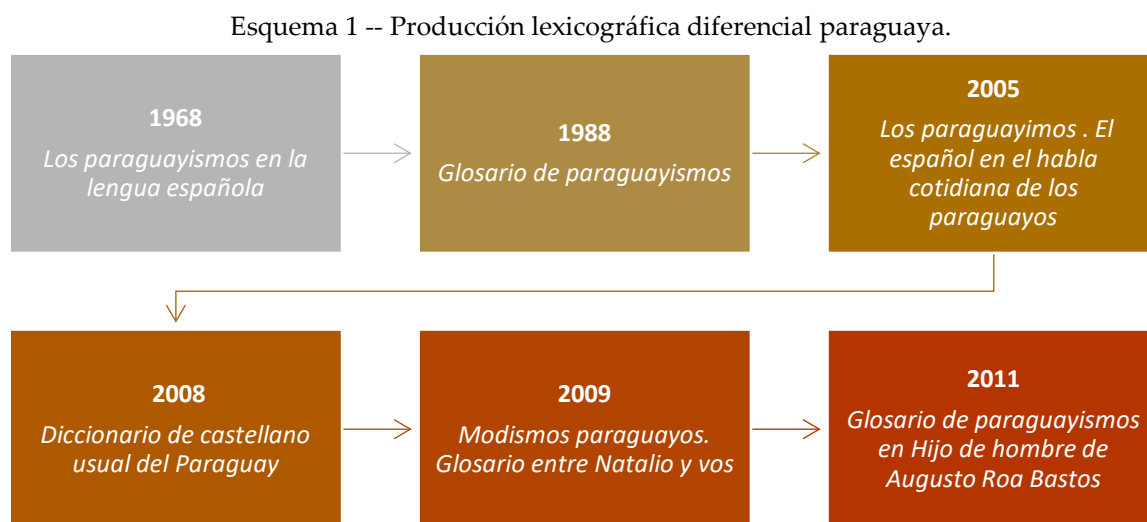 Esquema 1 -- Producción lexicográfica diferencial paraguaya.
1968
Los paraguayismos en la
lengua española
1988
Glosario de paraguayismos
2005
Los paraguayimos . El
español en el habla
cotidiana de los
paraguayos
2008
Diccionario de castellano
usual del Paraguay
2009
Modismos paraguayos.
Glosario entre Natalio y vos
2011
Glosario de paraguayismos
en Hijo de hombre de
Augusto Roa Bastos